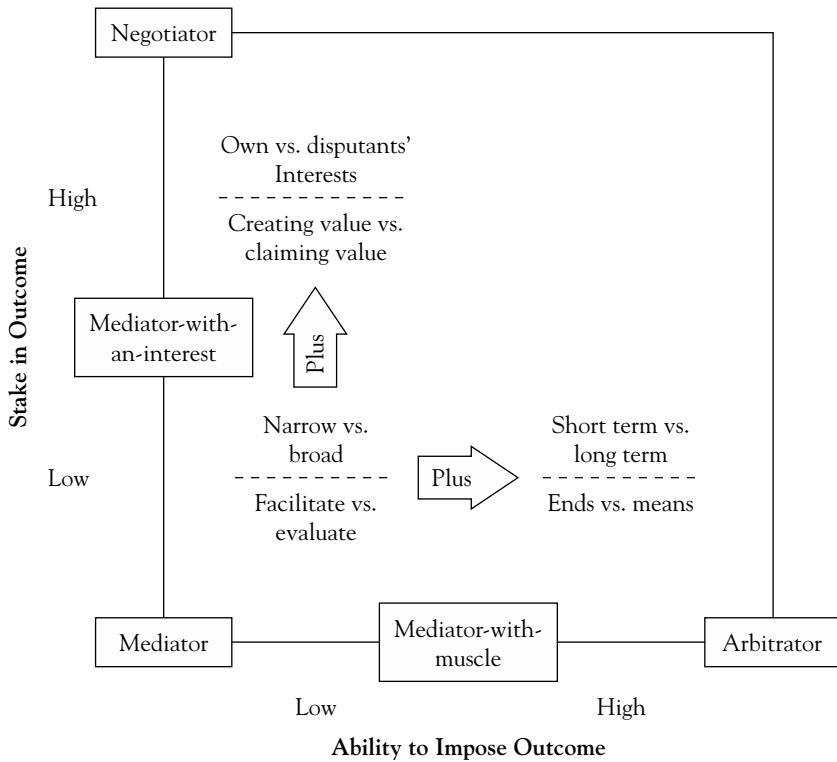 Negotiator
Own vs. disputants’
Interests
High
Creating value vs.
claiming value
Stake in Outcome
Mediator-with-
an-interest
Plus
Narrow vs.
broad
Short term vs.
long term
Low
Plus
Facilitate vs.
evaluate
Ends vs. means
Mediator
Mediator-with-
muscle
Arbitrator
Low
High
Ability to Impose Outcome